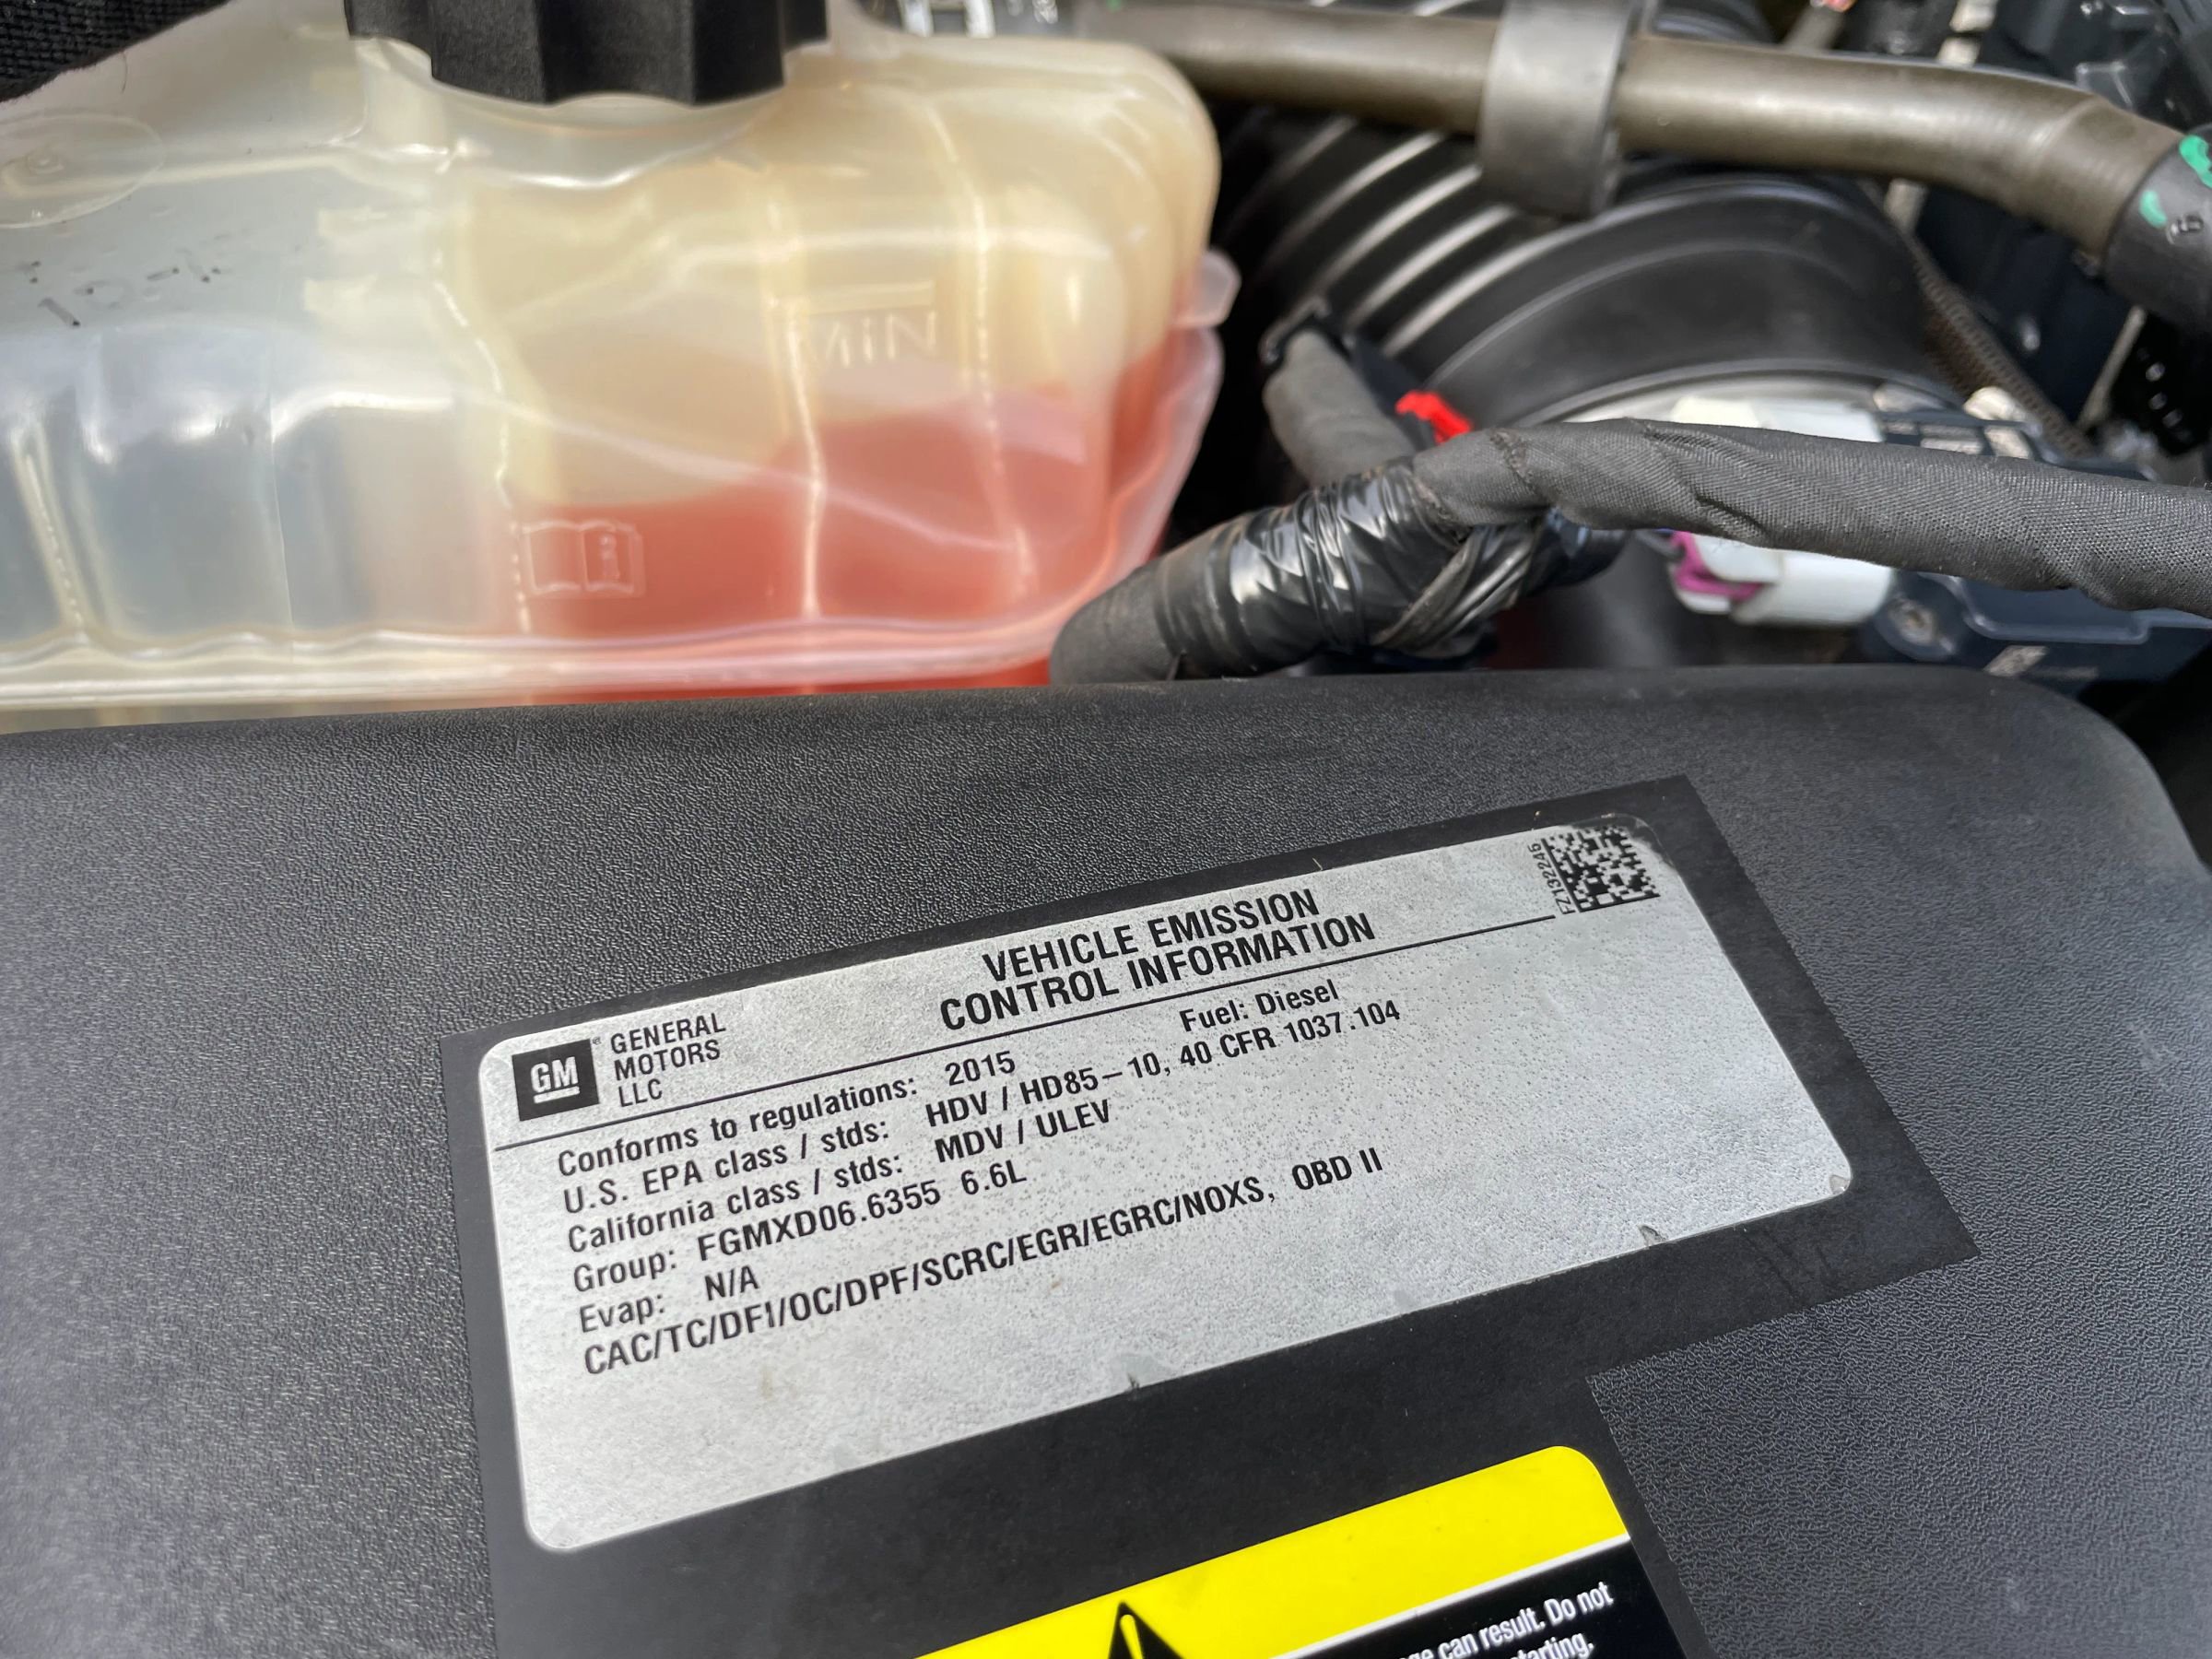 MIN
GM
GENERAL
MOTORS
LLC
VEHICLE EMISSION
CONTROL INFORMATION
FZ132246
Conforms to regulations: 2015 Fuel: Diesel
U.S. EPA class / stds: HDV / HD85–10, 40 CFR 1037.104
California class / stds: MDV / ULEV
Group: FGMXD06.6355 6.6L
Evap: N/A
CAC/TC/DFI/OC/DPF/SCRC/EGR/EGRC/NOXS, OBD II
can result. Do not